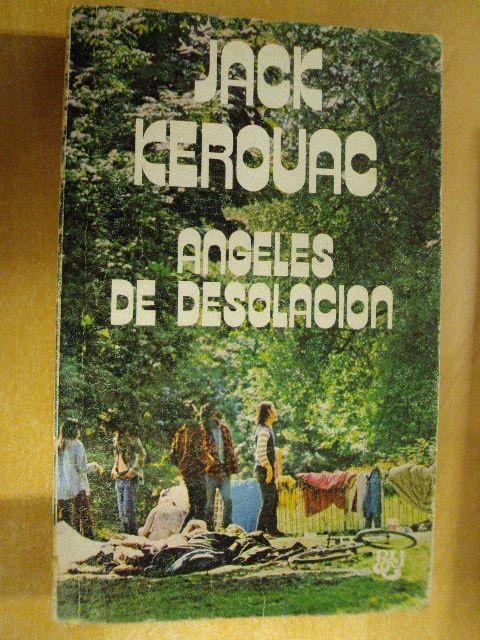 JACK
KEROUAC
ANGELES
DE DESOLACION